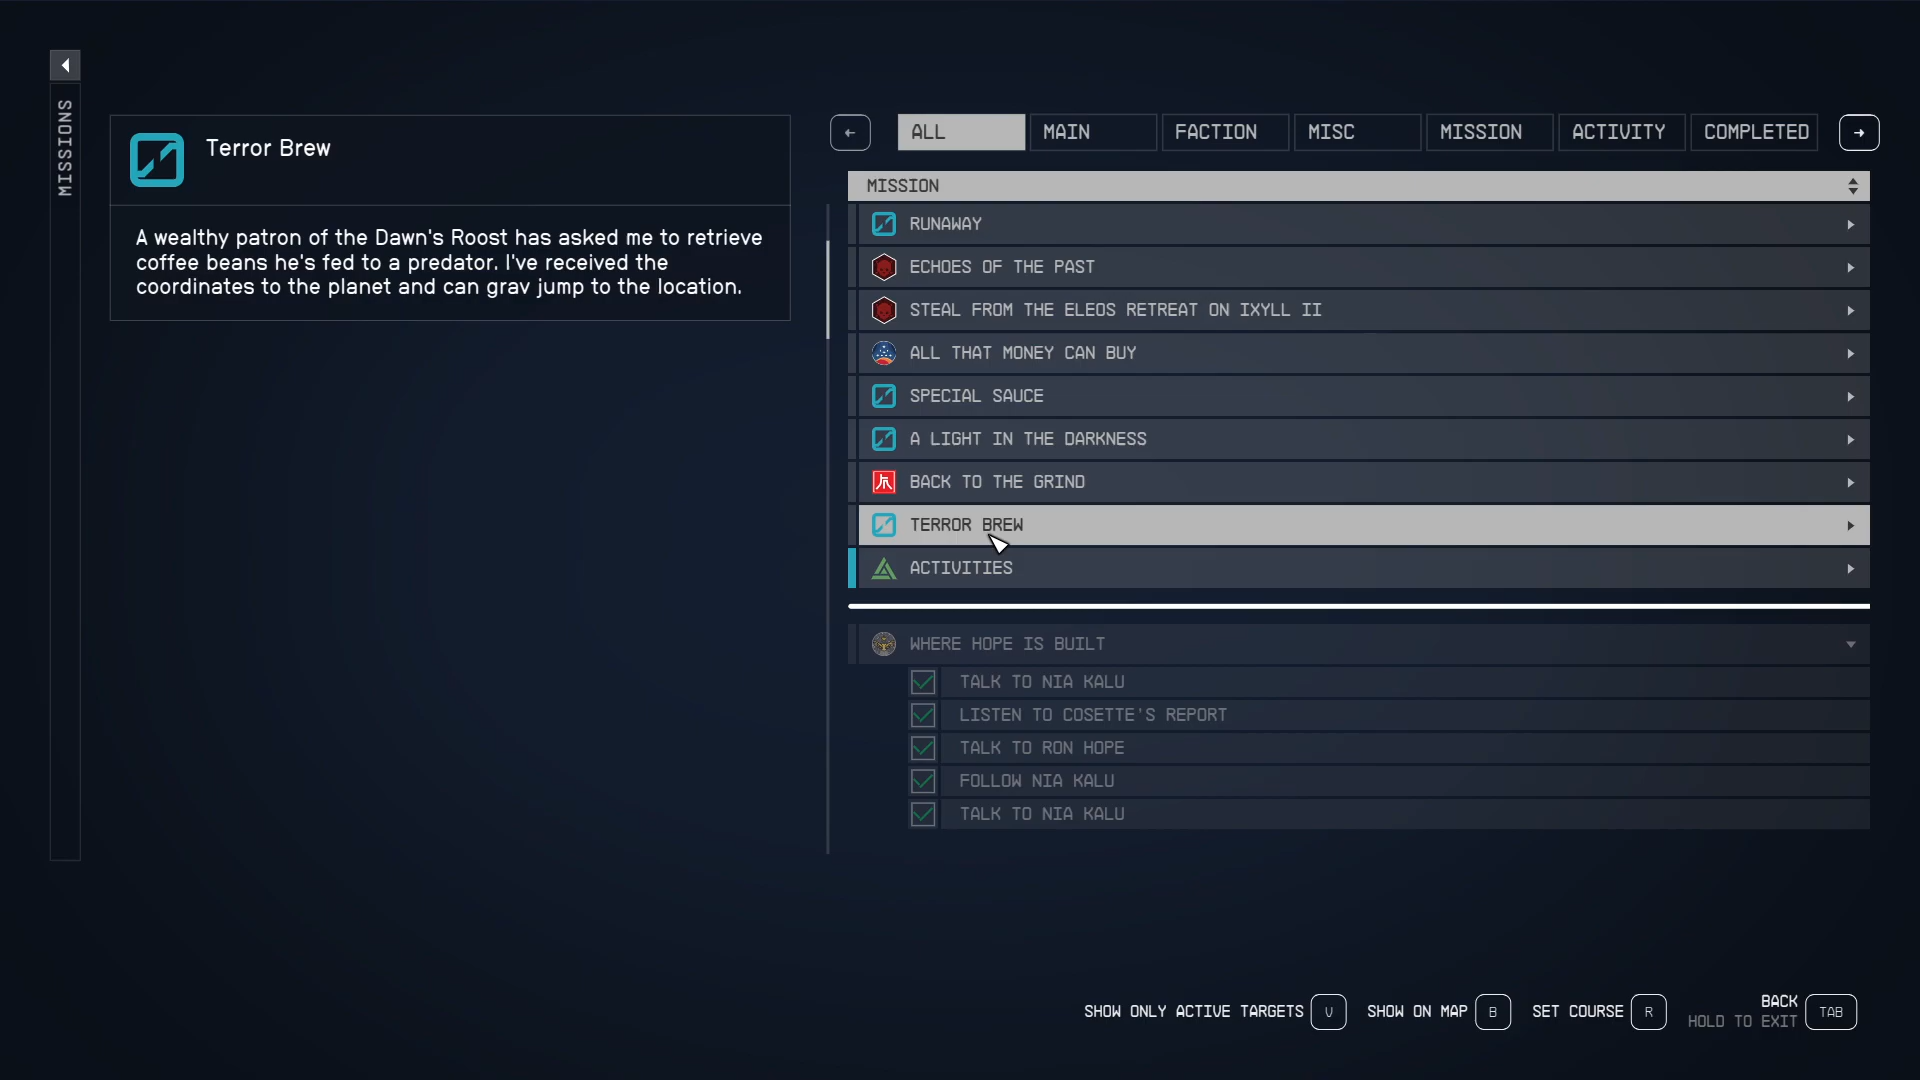 MISSIONS
Terror Brew
A wealthy patron of the Dawn's Roost has asked me to retrieve
coffee beans he's fed to a predator. I've received the
coordinates to the planet and can grav jump to the location.
ALL MAIN FACTION MISC MISSION ACTIVITY COMPLETED
MISSION
RUNAWAY
ECHOES OF THE PAST
STEAL FROM THE ELEOS RETREAT ON IXYLL II
ALL THAT MONEY CAN BUY
SPECIAL SAUCE
A LIGHT IN THE DARKNESS
BACK TO THE GRIND
TERROR BREW
ACTIVITIES
WHERE HOPE IS BUILT
TALK TO NIA KALU
LISTEN TO COSETTE'S REPORT
TALK TO RON HOPE
FOLLOW NIA KALU
TALK TO NIA KALU
SHOW ONLY ACTIVE TARGETS V SHOW ON MAP B SET COURSE R BACK TAB
HOLD TO EXIT